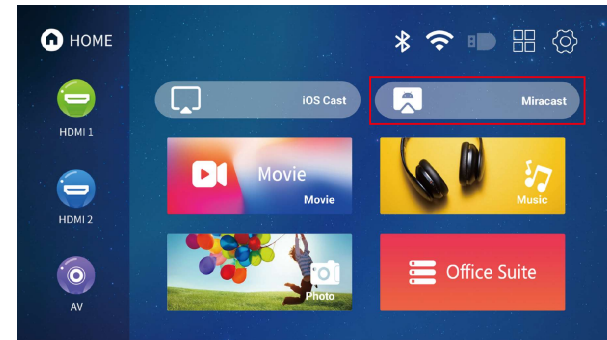 HOME
iOS Cast
Miracast
HDMI 1
Movie
Movie
Music
HDMI 2
Photo
Office Suite
AV